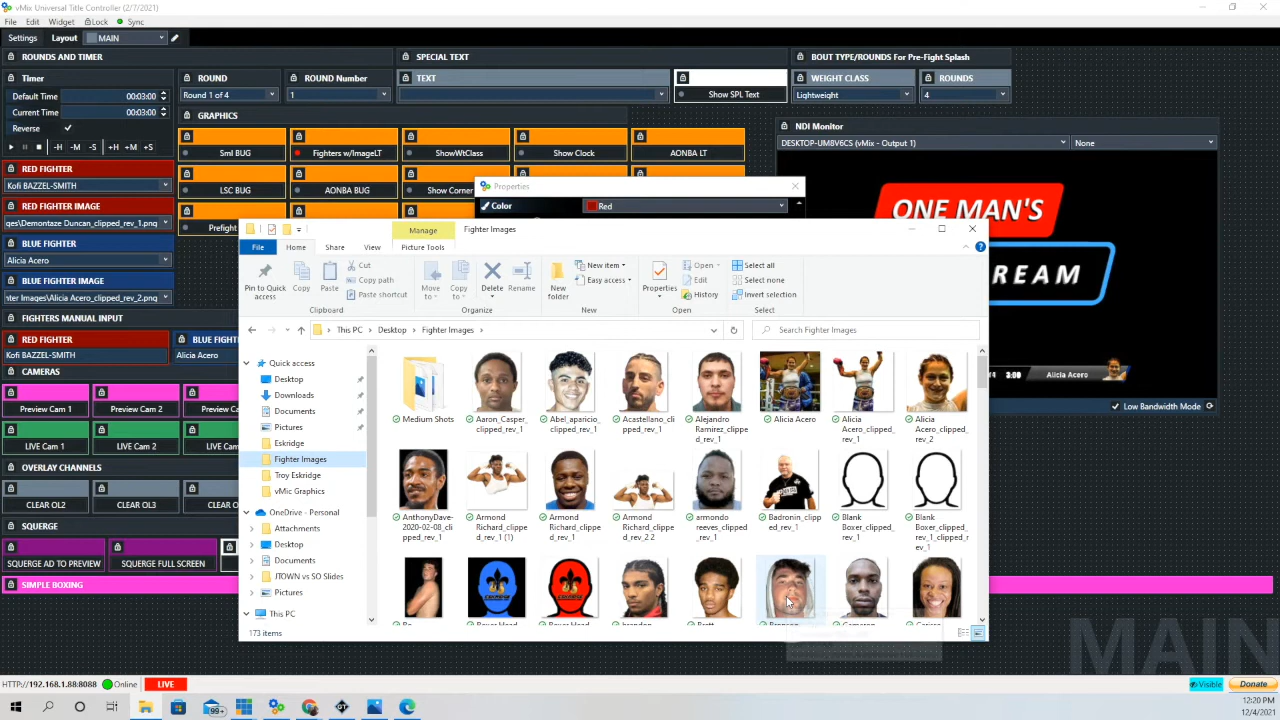 vMix Universal Title Controller (2/7/2021)
File Edit Widget Lock Sync
Settings Layout MAIN
ROUNDS AND TIMER
SPECIAL TEXT
BOUT TYPE/ROUNDS For Pre-Fight Splash
Timer
ROUND
ROUND Number
TEXT
WEIGHT CLASS
ROUNDS
Default Time 00:03:00
Round 1 of 4
1
Show SPL Text
Lightweight
4
Current Time 00:03:00
Reverse
GRAPHICS
NDI Monitor
-H -M -S +H +M +S
Sml BUG
Fighters w/ImageLT
ShowWtClass
Show Clock
AONBA LT
DESKTOP-UM8V6CS (vMix - Output 1)
None
RED FIGHTER
Kofi BAZZEL-SMITH
LSC BUG
AONBA BUG
Show Corner
Properties
Color
Red
RED FIGHTER IMAGE
ges\Demontaze Duncan_clipped_rev_1.png
Prefight
BLUE FIGHTER
Alicia Acero
BLUE FIGHTER IMAGE
nter Images\Alicia Acero_clipped_rev_2.png
FIGHTERS MANUAL INPUT
RED FIGHTER
BLUE FIGH
Kofi BAZZEL-SMITH
Alicia Acero
CAMERAS
Preview Cam 1
Preview Cam 2
Preview Ca
LIVE Cam 1
LIVE Cam 2
LIVE Cam
OVERLAY CHANNELS
CLEAR OL2
CLEAR OL3
CLEAR O
SQUERGE
SQUERGE AD TO PREVIEW
SQUERGE FULL SCREEN
SIMPLE BOXING
ONE MAN'S
REAM
3:00
Alicia Acero
Low Bandwidth Mode
Manage
Fighter Images
File Home Share View Picture Tools
Pin to Quick access
Copy
Paste
Cut
Copy path
Paste shortcut
Move to
Copy to
Delete
Rename
New folder
New item
Easy access
Properties
Open
Edit
History
Select all
Select none
Invert selection
Clipboard
Organize
New
Open
Select
This PC
Desktop
Fighter Images
Search Fighter Images
Quick access
Desktop
Downloads
Documents
Pictures
Eskridge
Fighter Images
Troy Eskridge
vMic Graphics
OneDrive - Personal
Attachments
Desktop
Documents
JTOWN vs SO Slides
Pictures
This PC
Medium Shots
Aaron_Casper_clipped_rev_1
Abel_aparicio_clipped_rev_1
Acastellano_clipped_rev_1
Alejandro Ramirez_clipped_rev_1
Alicia Acero
Alicia Acero_clipped_rev_1
Alicia Acero_clipped_rev_2
AnthonyDave-2020-02-08_clipped_rev_1
Armond Richard_clipped_rev_1 (1)
Armond Richard_clipped_rev_1
Armond Richard_clipped_rev_2 2
armondo reeves_clipped_rev_1
Badronin_clipped_rev_1
Blank Boxer_clipped_rev_1
Blank Boxer_clipped_rev_1_clipped_rev_1
173 items
MAIN
HTTP://192.168.1.88:8088
Online
LIVE
Visible
Donate
99+
12:20 PM
12/4/2021